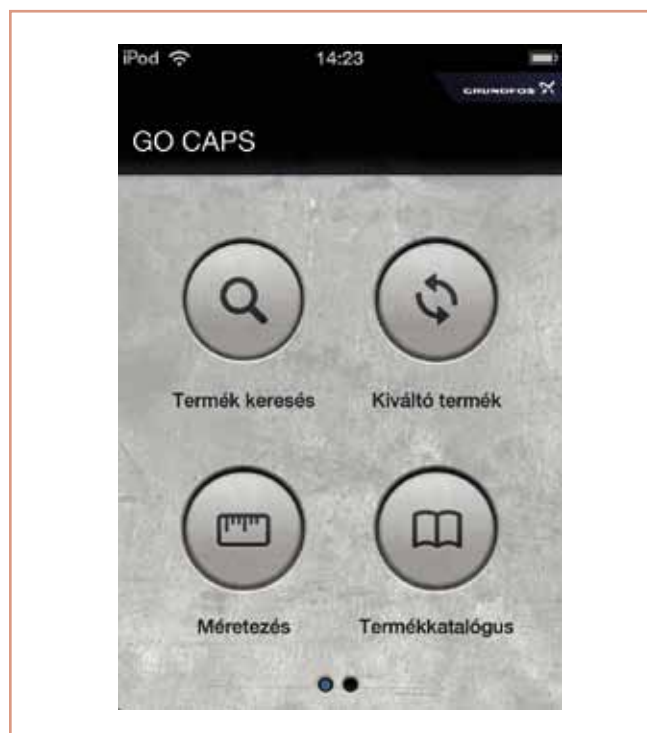 iPod 14:23
GRUNDFOS
GO CAPS
Termék keresés Kiváltó termék
Méretezés Termékkatalógus